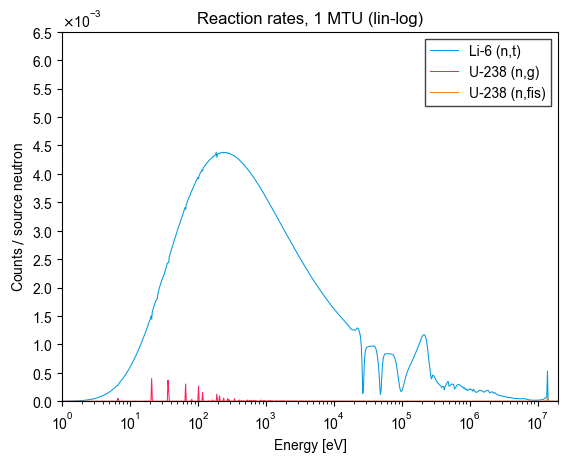 Reaction rates, 1 MTU (lin-log)
×10⁻³
6.5
6.0
5.5
5.0
4.5
4.0
3.5
3.0
2.5
2.0
1.5
1.0
0.5
0.0
Counts / source neutron
Li-6 (n,t)
U-238 (n,g)
U-238 (n,fis)
10⁰ 10¹ 10² 10³ 10⁴ 10⁵ 10⁶ 10⁷
Energy [eV]